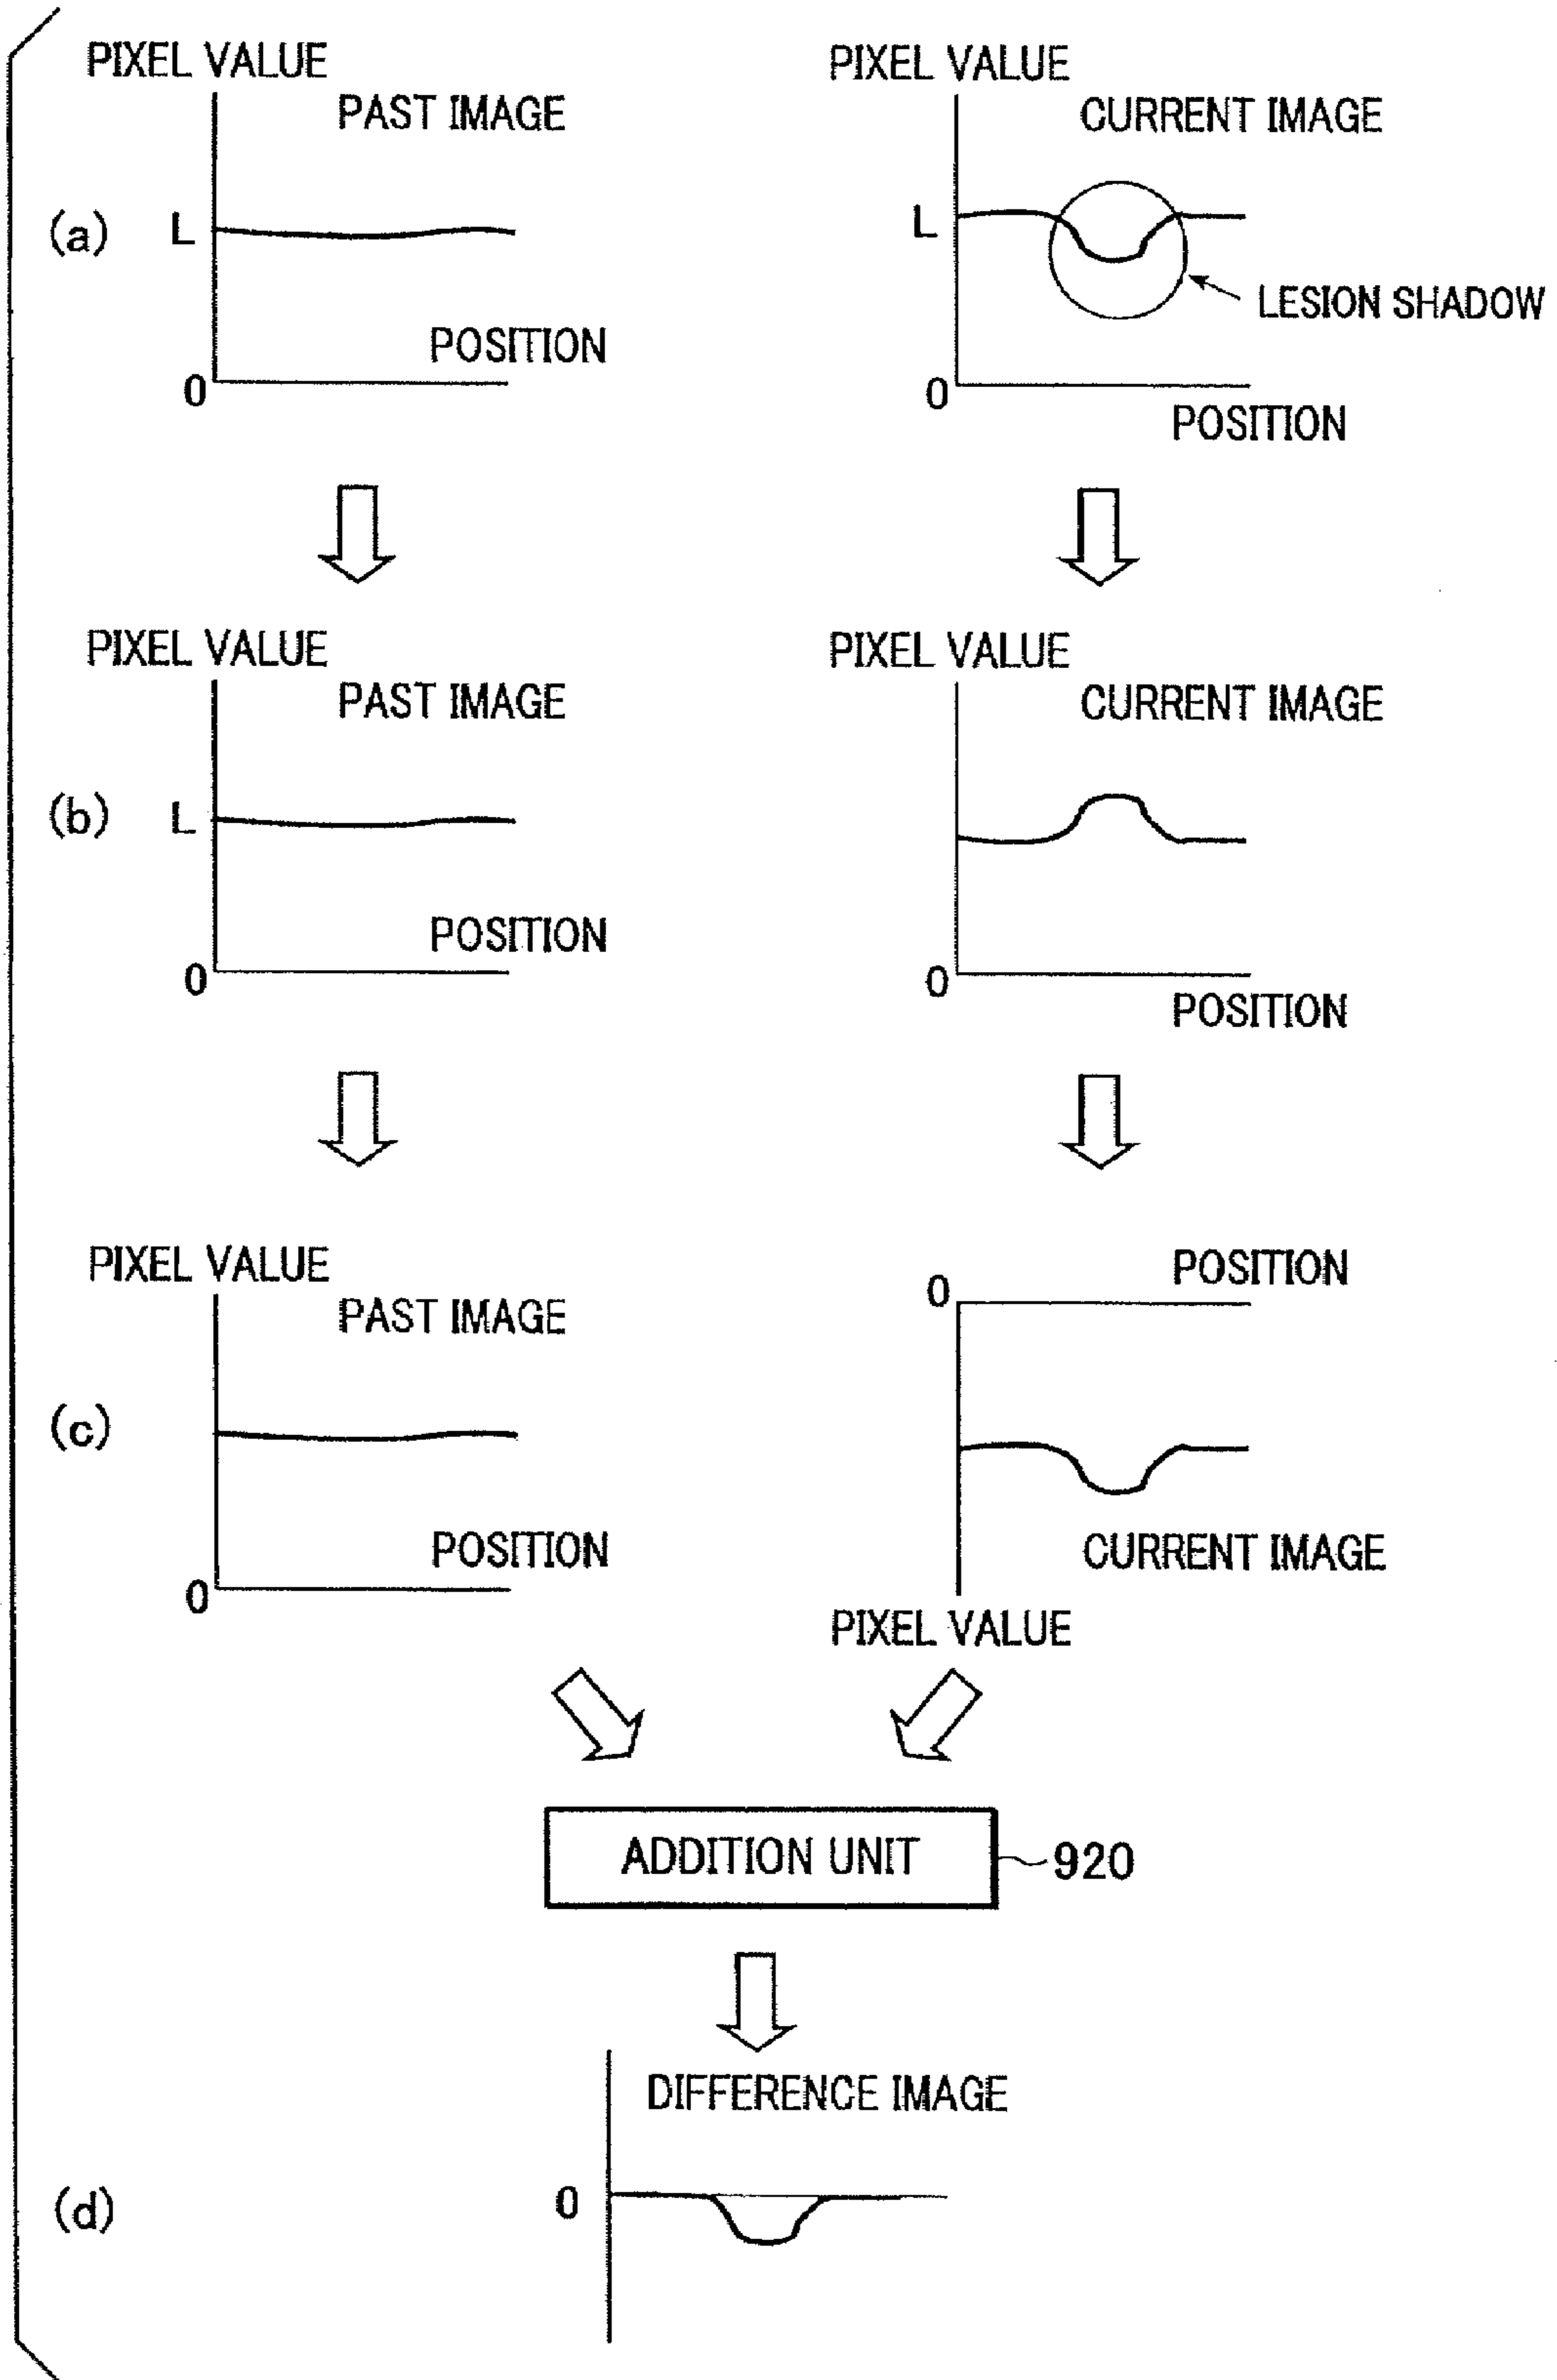 PIXEL VALUE
PAST IMAGE
(a)
L
POSITION
0
PIXEL VALUE
CURRENT IMAGE
L
LESION SHADOW
0
POSITION
PIXEL VALUE
PAST IMAGE
(b)
L
POSITION
0
PIXEL VALUE
CURRENT IMAGE
0
POSITION
PIXEL VALUE
PAST IMAGE
(c)
POSITION
0
POSITION
0
CURRENT IMAGE
PIXEL VALUE
ADDITION UNIT
920
DIFFERENCE IMAGE
(d)
0